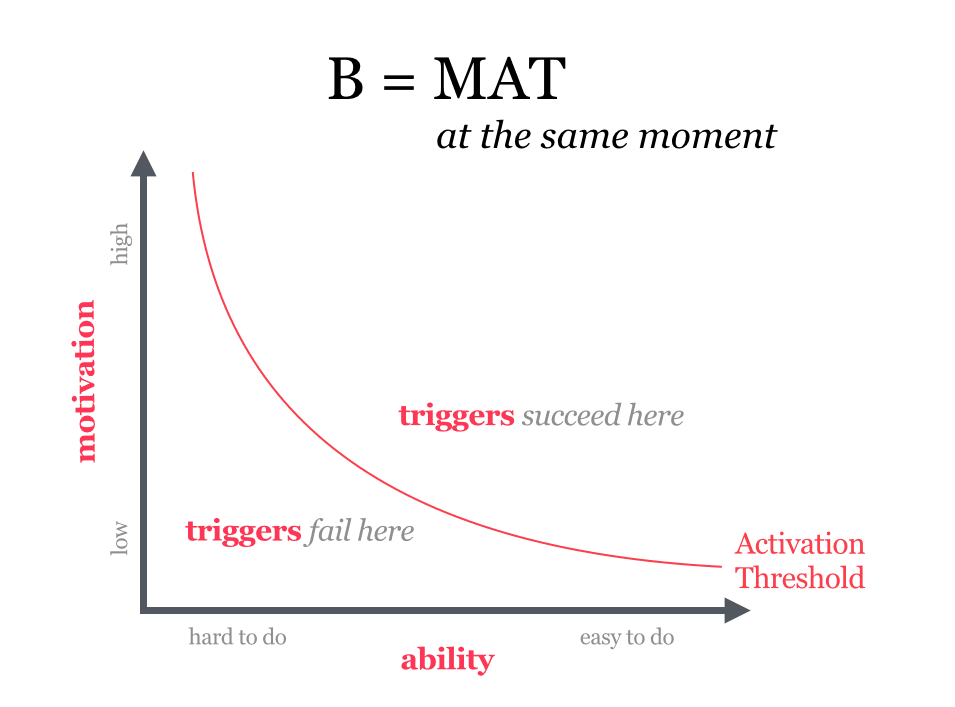 B = MAT
at the same moment
high
motivation
triggers succeed here
low
triggers fail here
Activation
Threshold
hard to do
easy to do
ability